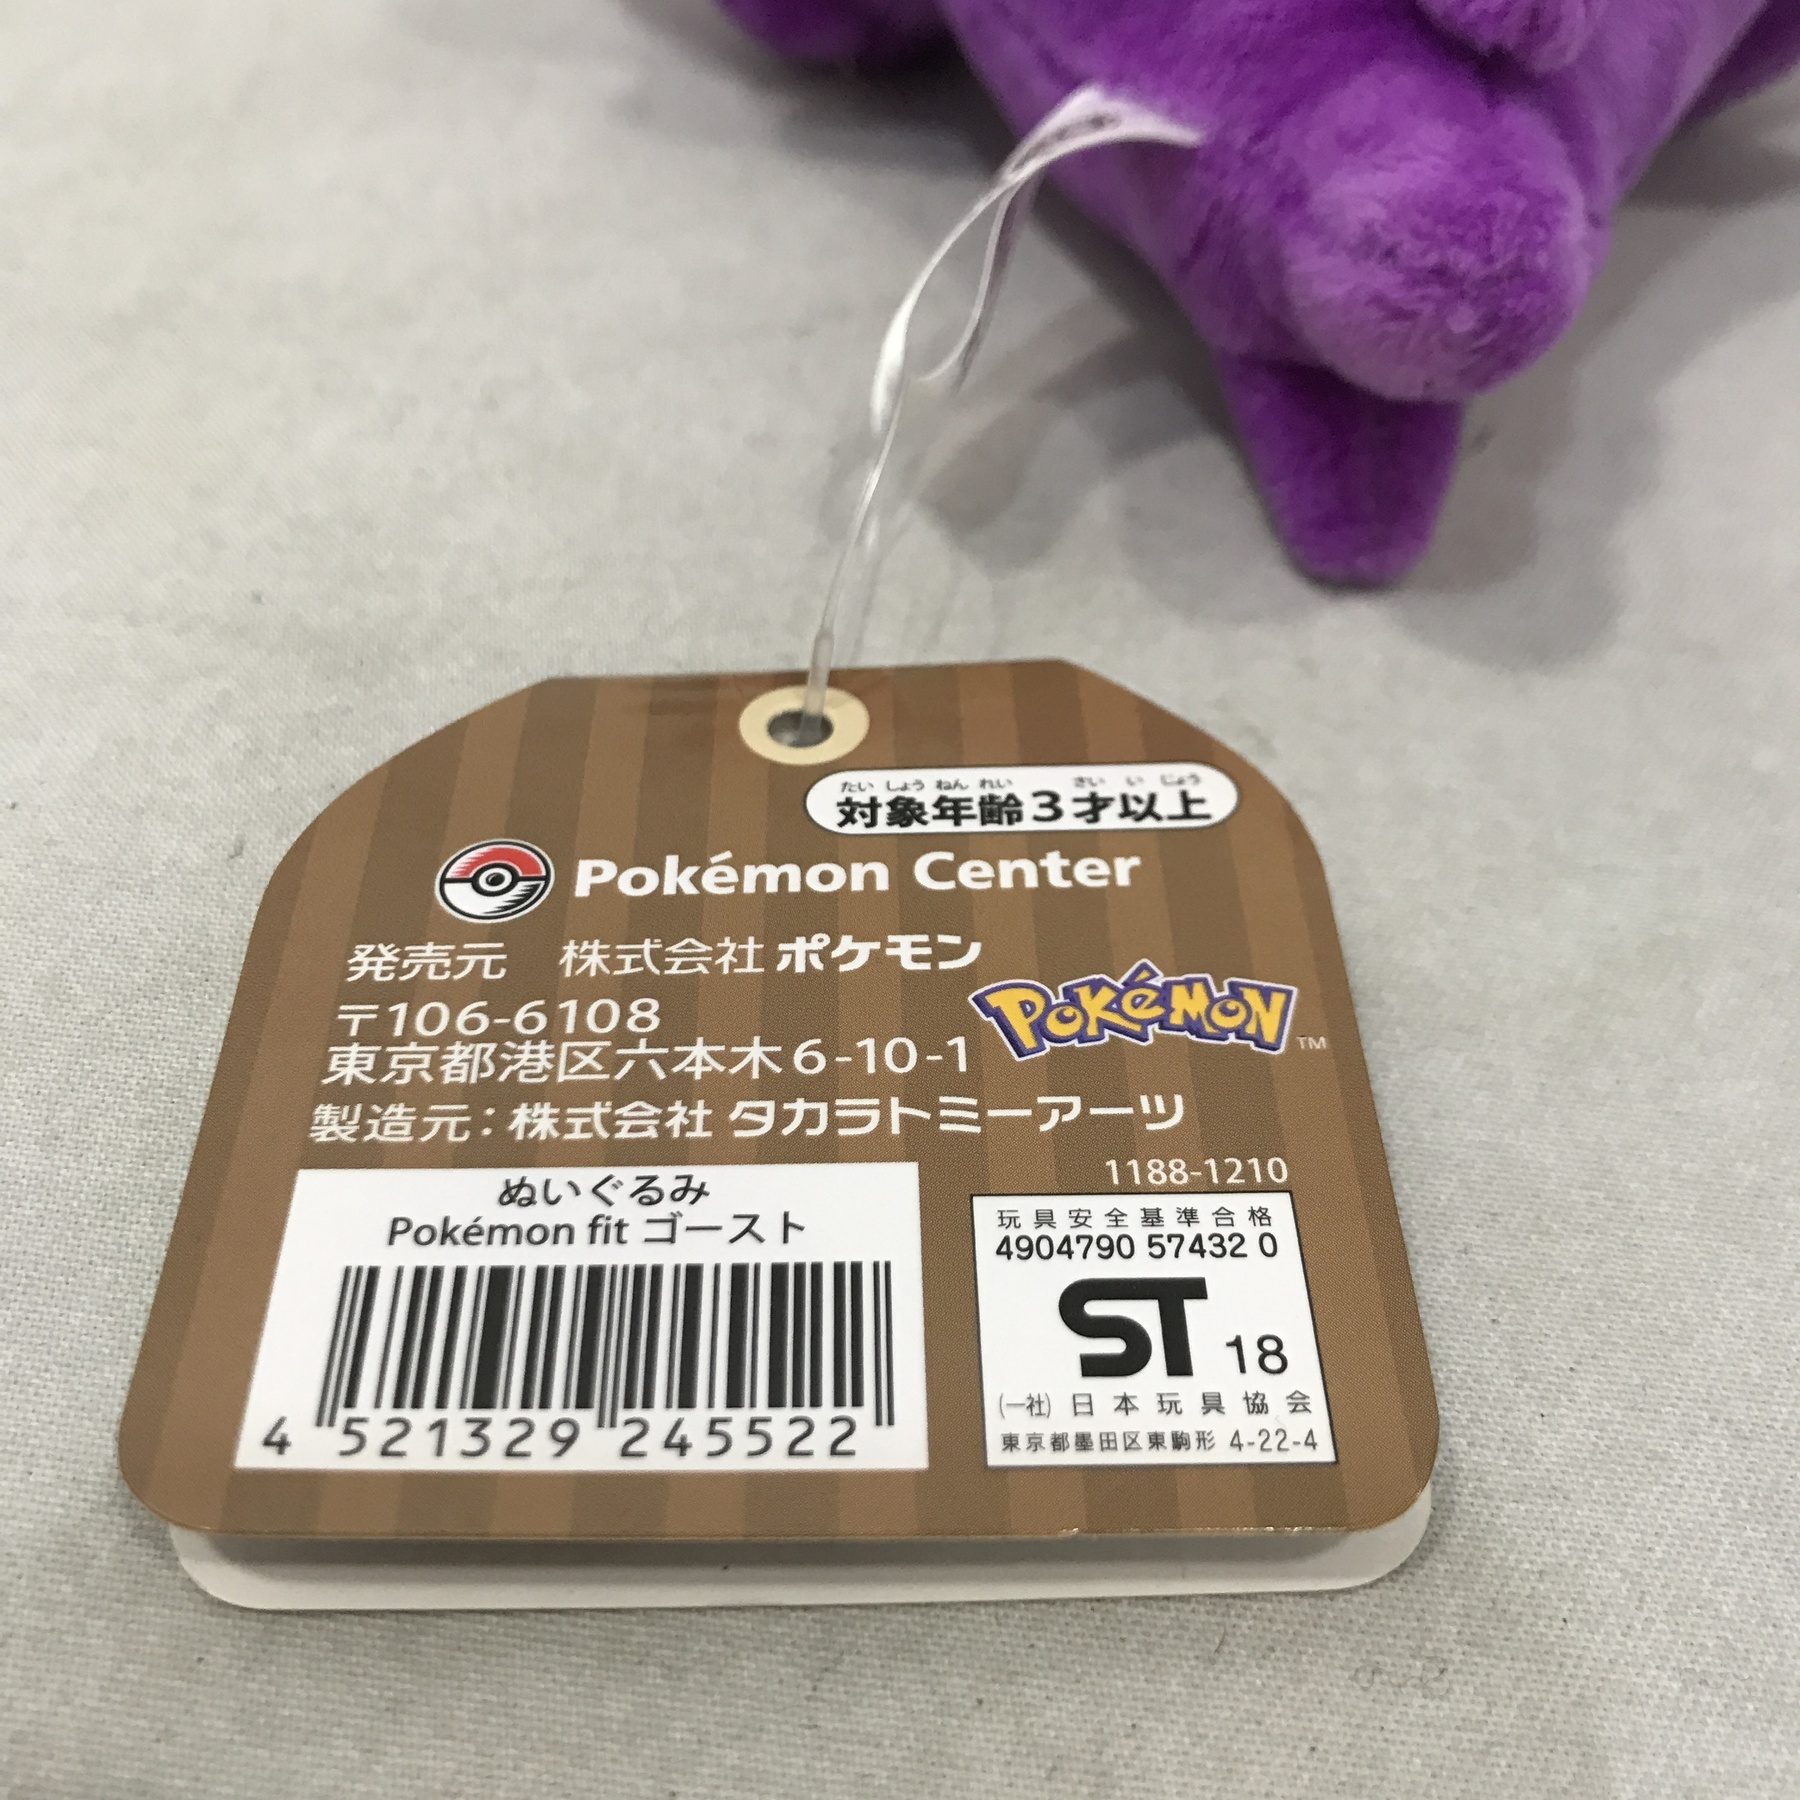 たいしょうねんれい さいいじょう
対象年齢3才以上
Pokémon Center
発売元 株式会社ポケモン
〒106-6108
東京都港区六本木6-10-1
POKéMON TM
製造元:株式会社 タカラトミーアーツ
1188-1210
ぬいぐるみ
Pokémon fit ゴースト
4 521329 245522
玩具安全基準合格
4904790 57432 0
ST 18
(一社) 日本玩具協会
東京都墨田区東駒形 4-22-4